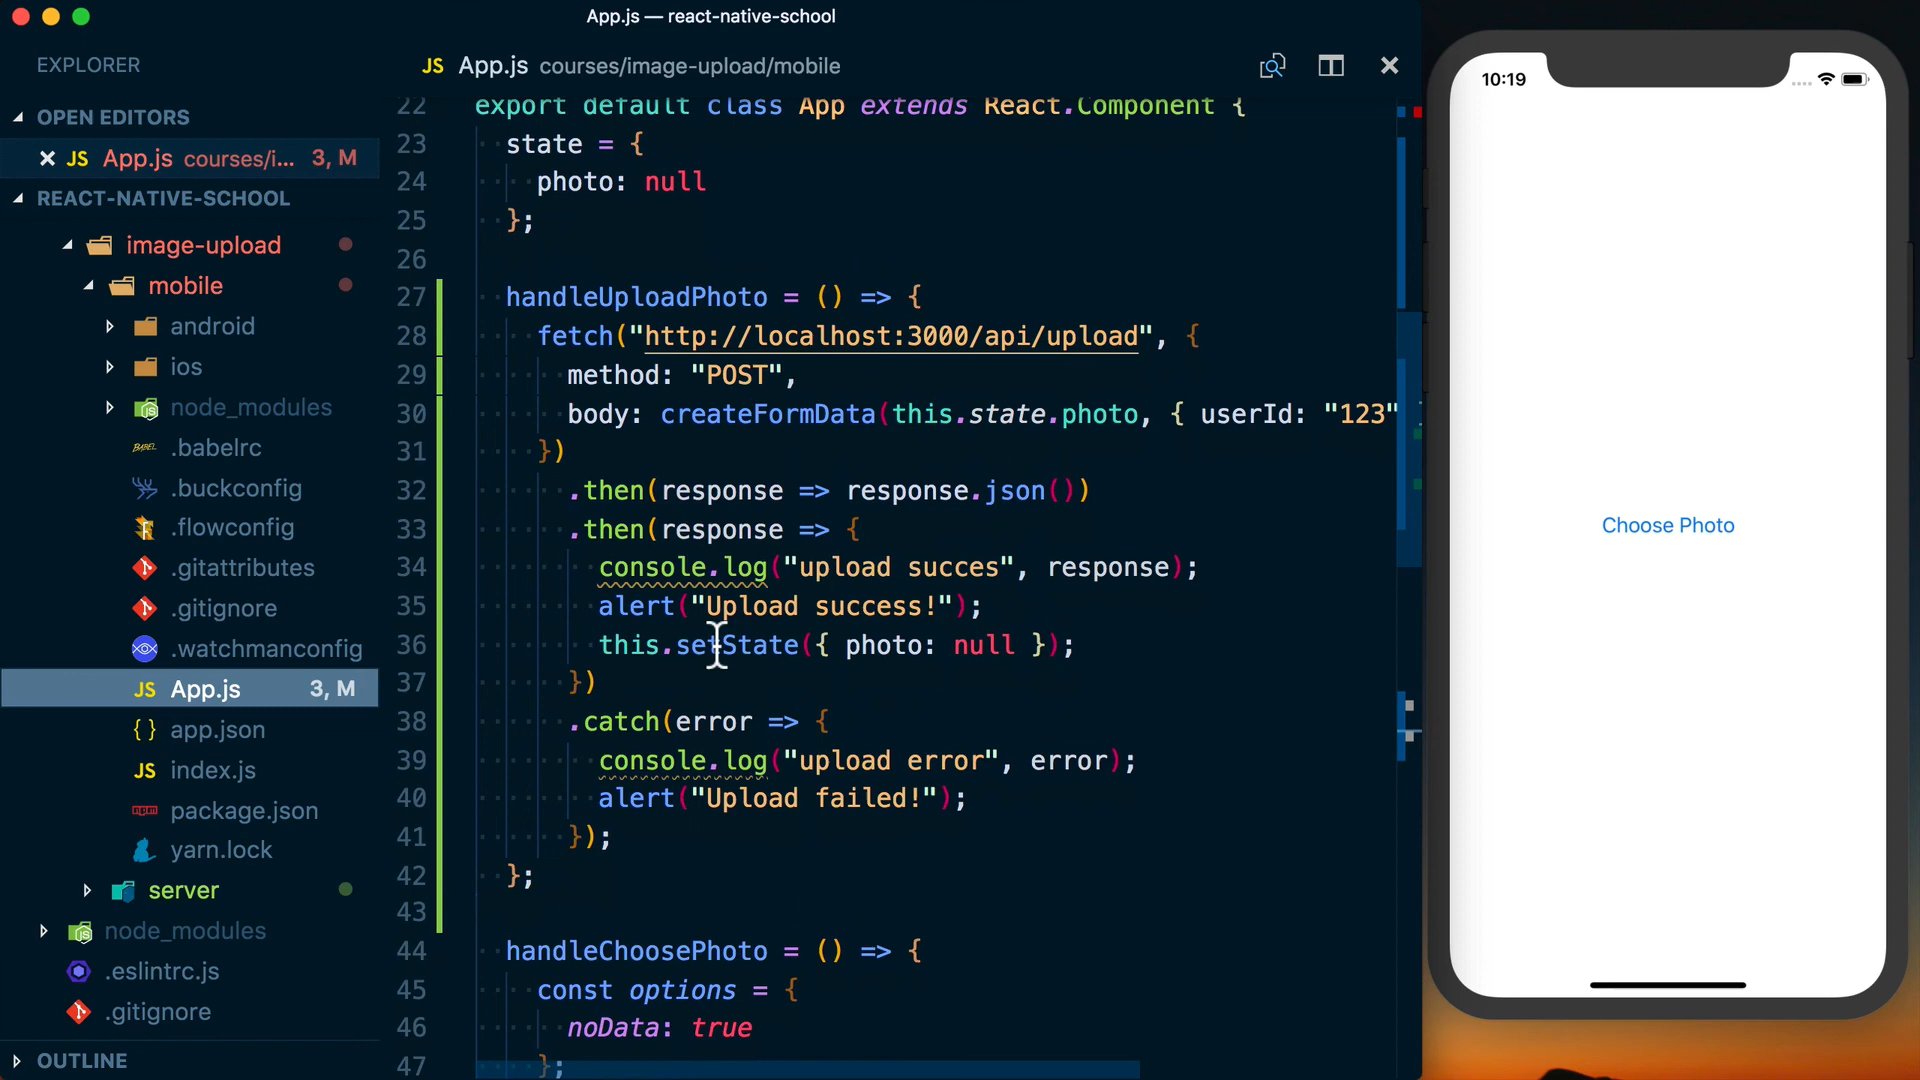 App.js — react-native-school
EXPLORER
OPEN EDITORS
App.js courses/i... 3, M
REACT-NATIVE-SCHOOL
image-upload
mobile
android
ios
node_modules
.babelrc
.buckconfig
.flowconfig
.gitattributes
.gitignore
.watchmanconfig
JS App.js 3, M
{ } app.json
JS index.js
package.json
yarn.lock
server
node_modules
.eslintrc.js
.gitignore
OUTLINE
JS App.js courses/image-upload/mobile
22 export default class App extends React.Component {
23 state = {
24 photo: null
25 };
26
27 handleUploadPhoto = () => {
28 fetch("http://localhost:3000/api/upload", {
29 method: "POST",
30 body: createFormData(this.state.photo, { userId: "123"
31 })
32 .then(response => response.json())
33 .then(response => {
34 console.log("upload succes", response);
35 alert("Upload success!");
36 this.setState({ photo: null });
37 })
38 .catch(error => {
39 console.log("upload error", error);
40 alert("Upload failed!");
41 });
42 };
43
44 handleChoosePhoto = () => {
45 const options = {
46 noData: true
47 };
10:19
Choose Photo